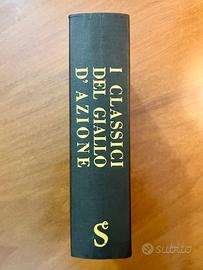 I CLASSICI
DEL GIALLO
D'AZIONE
S
subito